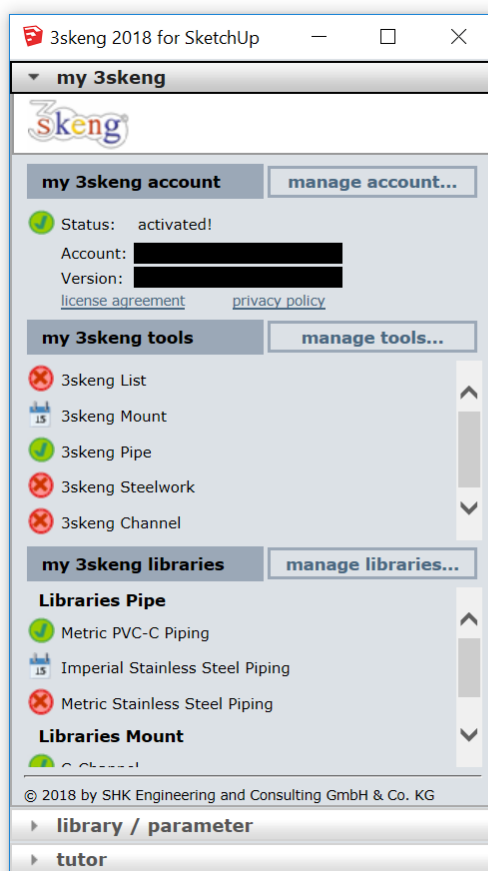 3skeng 2018 for SketchUp
my 3skeng
3skeng®
my 3skeng account
manage account...
Status: activated!
Account:
Version:
license agreement privacy policy
my 3skeng tools
manage tools...
3skeng List
15 3skeng Mount
3skeng Pipe
3skeng Steelwork
3skeng Channel
my 3skeng libraries
manage libraries...
Libraries Pipe
Metric PVC-C Piping
15 Imperial Stainless Steel Piping
Metric Stainless Steel Piping
Libraries Mount
C-Channel
© 2018 by SHK Engineering and Consulting GmbH & Co. KG
library / parameter
tutor